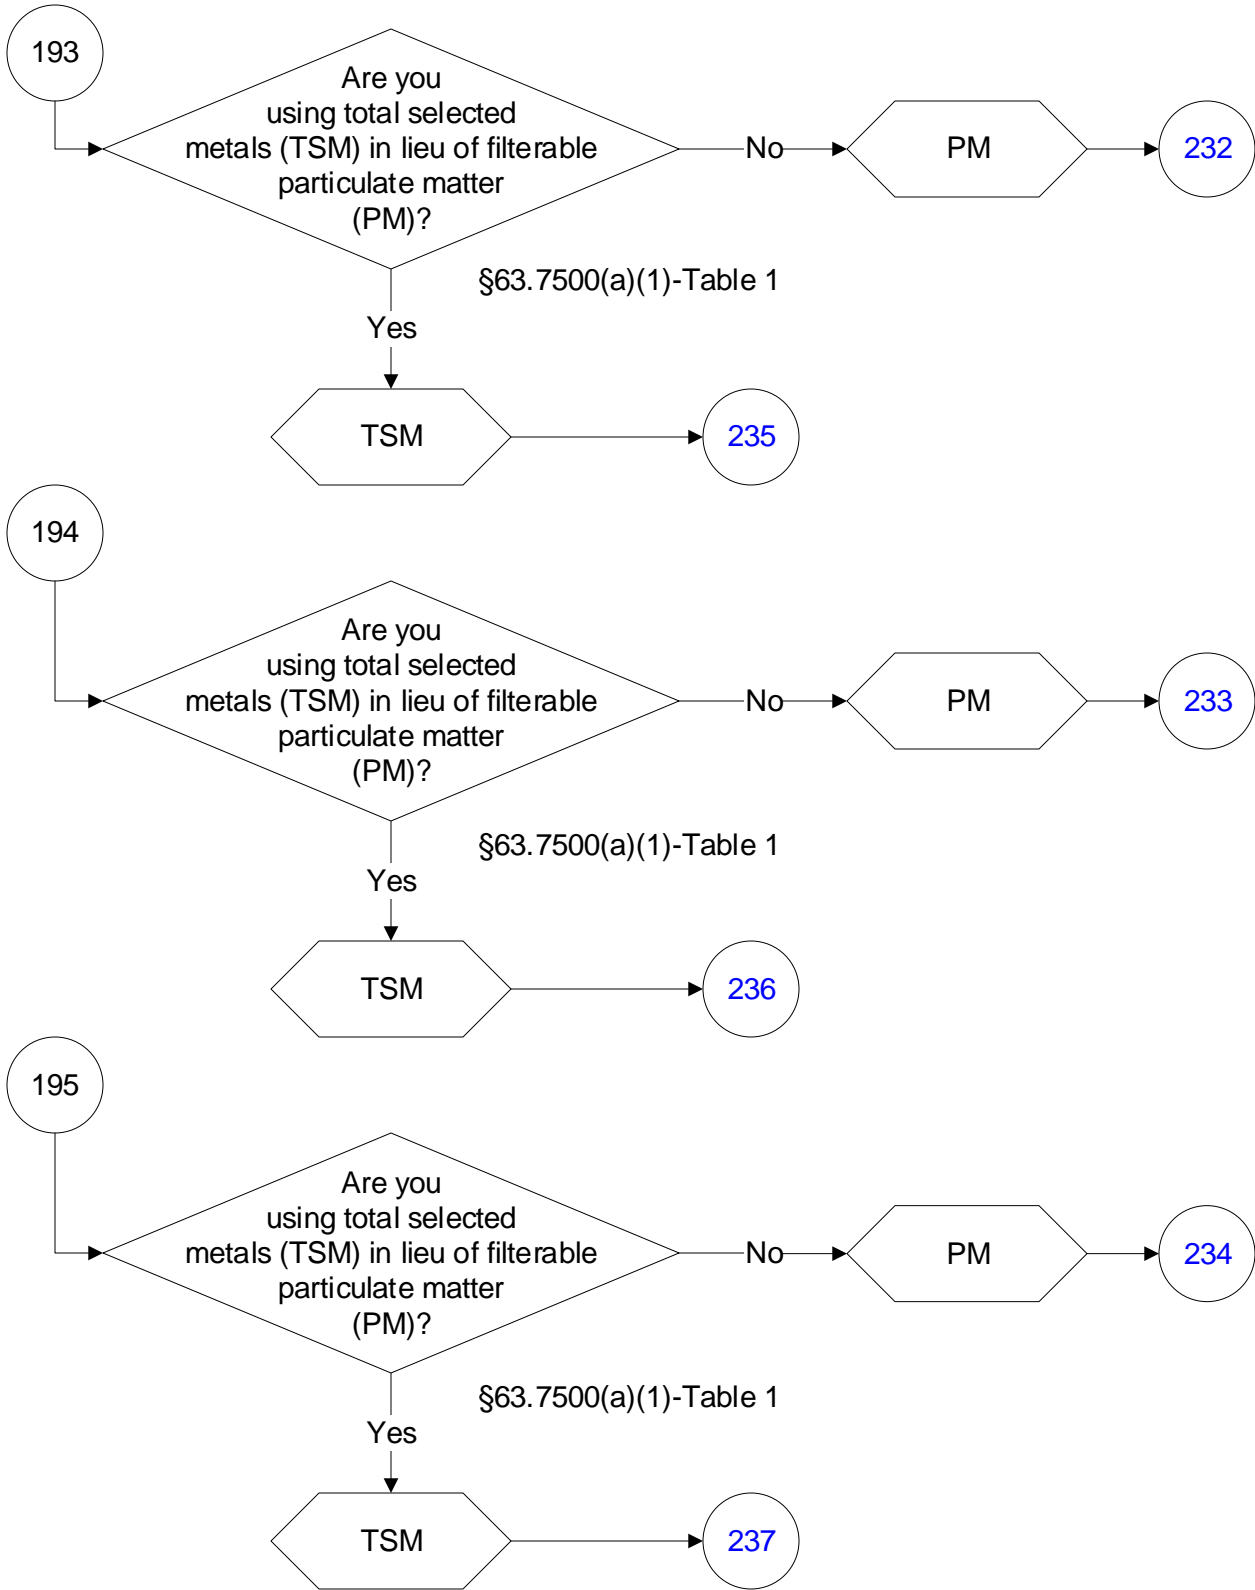 193
Are you
using total selected
metals (TSM) in lieu of filterable
particulate matter
(PM)?
No
PM
232
§63.7500(a)(1)-Table 1
Yes
TSM
235
194
Are you
using total selected
metals (TSM) in lieu of filterable
particulate matter
(PM)?
No
PM
233
§63.7500(a)(1)-Table 1
Yes
TSM
236
195
Are you
using total selected
metals (TSM) in lieu of filterable
particulate matter
(PM)?
No
PM
234
§63.7500(a)(1)-Table 1
Yes
TSM
237